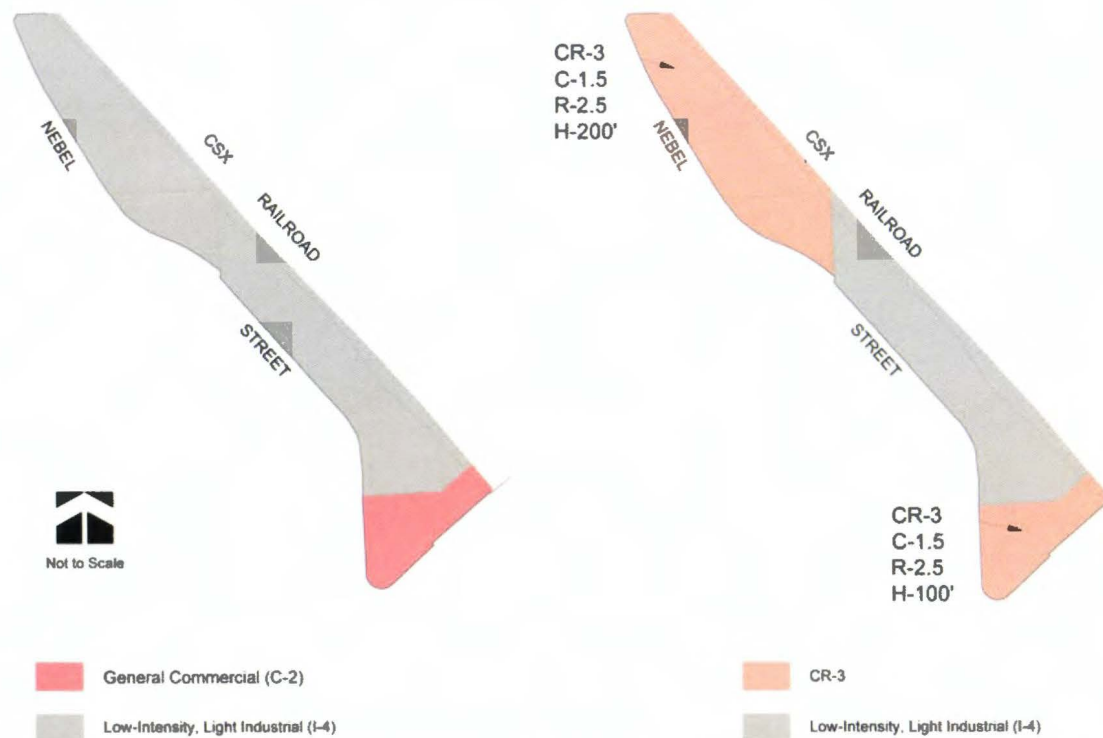 NEBEL
CSX
RAILROAD
STREET
Not to Scale
General Commercial (C-2)
Low-Intensity, Light Industrial (I-4)
CR-3
C-1.5
R-2.5
H-200'
NEBEL
CSX
RAILROAD
STREET
CR-3
C-1.5
R-2.5
H-100'
CR-3
Low-Intensity, Light Industrial (I-4)